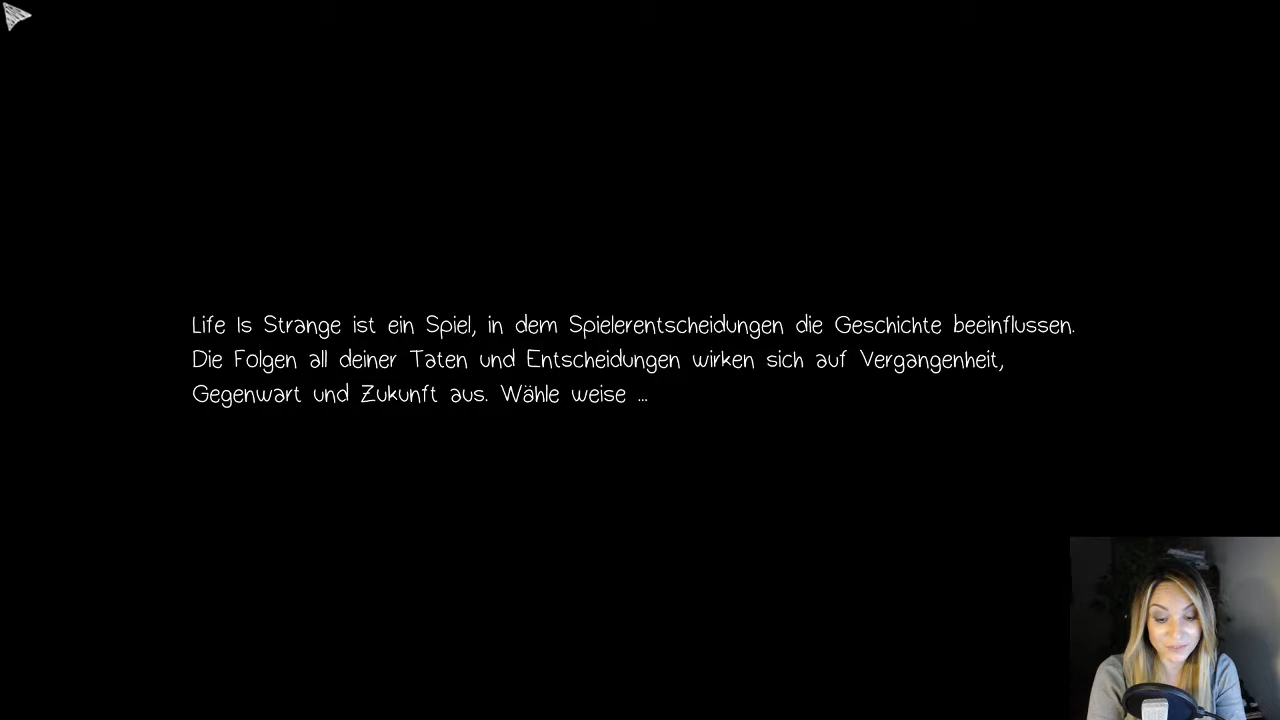 Life Is Strange ist ein Spiel, in dem Spielerentscheidungen die Geschichte beeinflussen.
Die Folgen all deiner Taten und Entscheidungen wirken sich auf Vergangenheit,
Gegenwart und Zukunft aus. Wähle weise ...